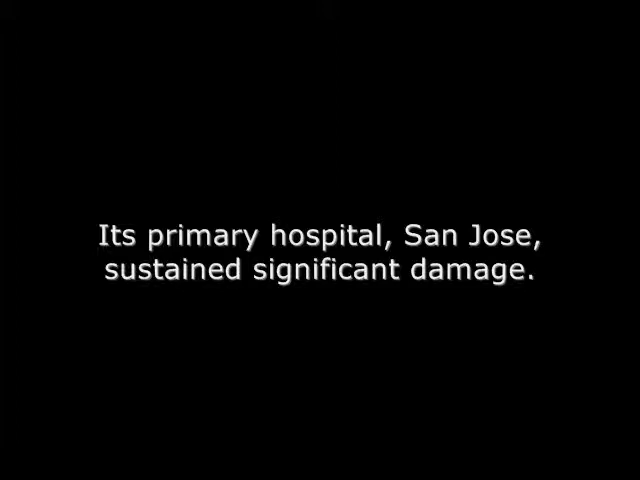 Its primary hospital, San Jose,
sustained significant damage.